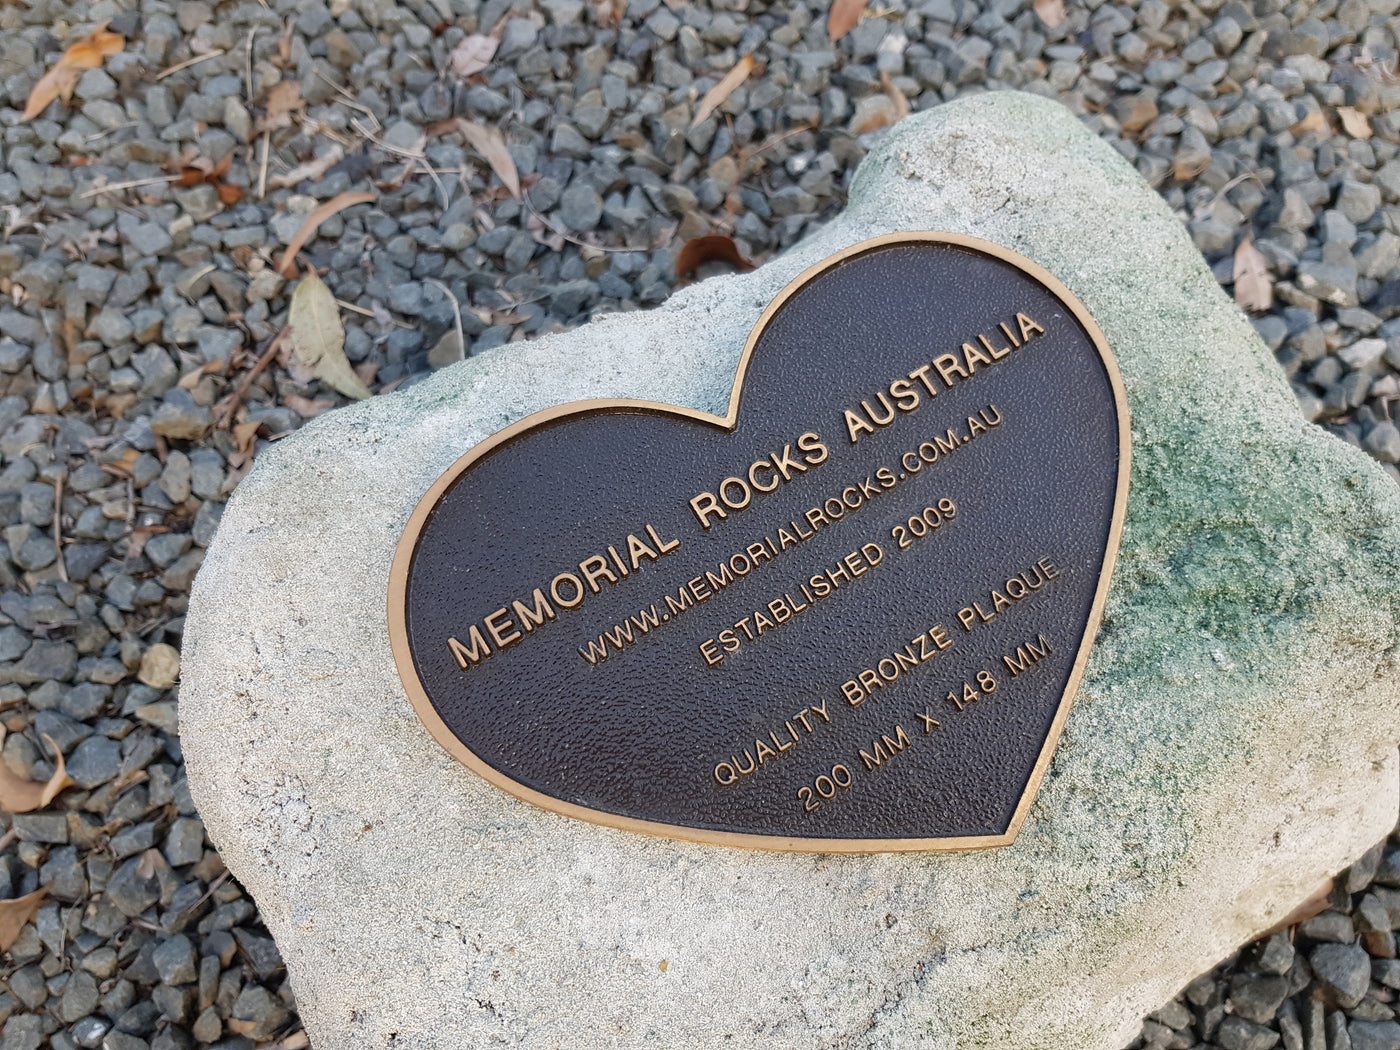 MEMORIAL ROCKS AUSTRALIA
WWW.MEMORIALROCKS.COM.AU
ESTABLISHED 2009
QUALITY BRONZE PLAQUE
200 MM X 148 MM